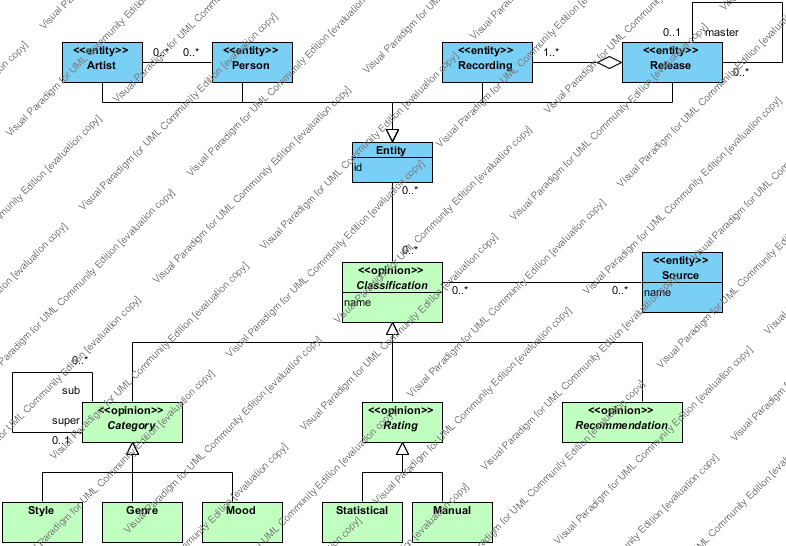 0..1
master
<<entity>>
Artist
0..*
0..*
<<entity>>
Person
<<entity>>
Recording
1..*
<<entity>>
Release
0..*
Entity
id
0..*
0..*
<<opinion>>
Classification
name
0..*
0..*
<<entity>>
Source
name
0..*
sub
super
0..1
<<opinion>>
Category
<<opinion>>
Rating
<<opinion>>
Recommendation
Style
Genre
Mood
Statistical
Manual
Visual Paradigm for UML Community Edition [evaluation copy]